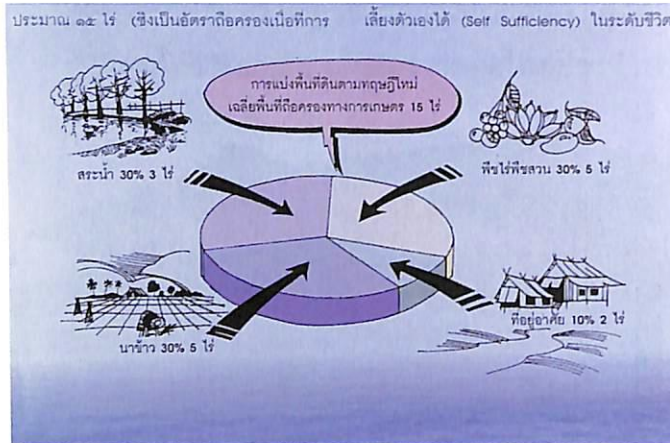 ประมาณ ๑๕ ไร่ (ซึ่งเป็นอัตราถือครองเนื้อที่การ เลี้ยงตัวเองได้ (Self Sufficiency) ในระดับชีวิต
การแบ่งพื้นที่ดินตามทฤษฎีใหม่
เฉลี่ยพื้นที่ถือครองทางการเกษตร 15 ไร่
สระน้ำ 30% 3 ไร่
พืชไร่พืชสวน 30% 5 ไร่
ที่อยู่อาศัย 10% 2 ไร่
นาข้าว 30% 5 ไร่